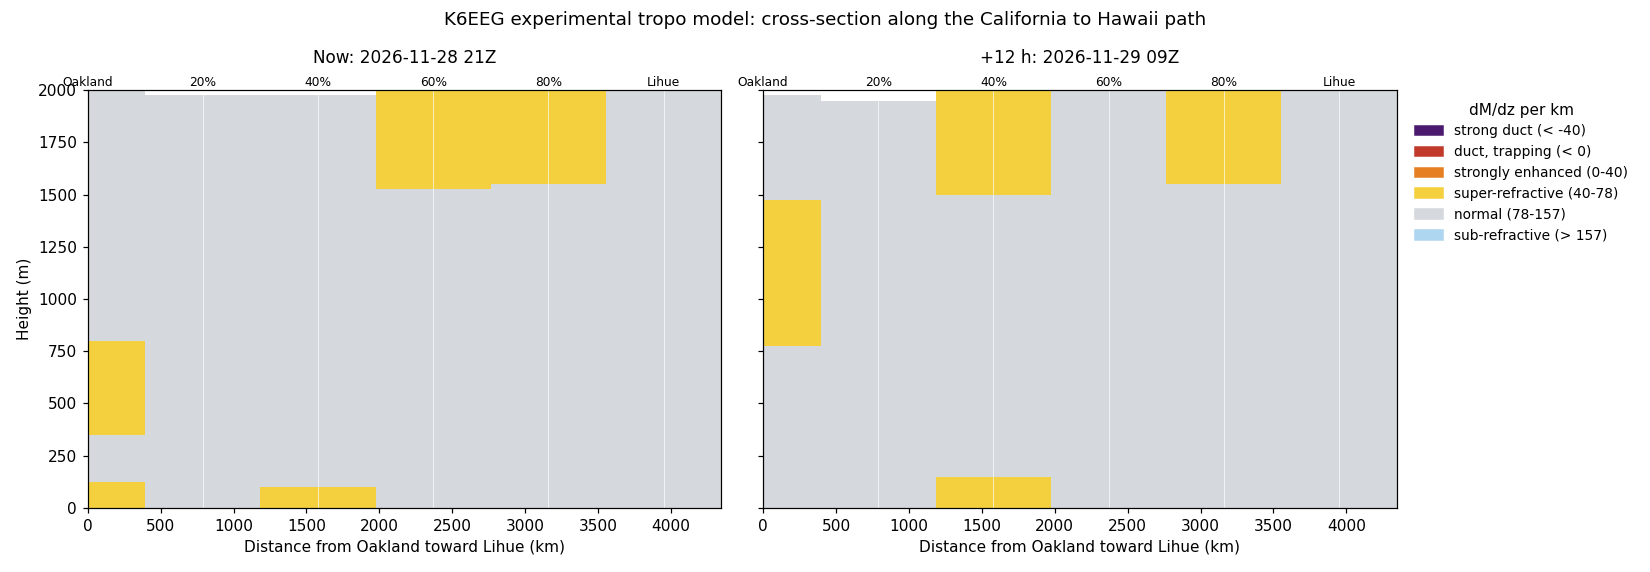 K6EEG experimental tropo model: cross-section along the California to Hawaii path
Now: 2026-11-28 21Z
Oakland 20% 40% 60% 80% Lihue
2000
1750
1500
1250
1000
750
500
250
0
Height (m)
0 500 1000 1500 2000 2500 3000 3500 4000
Distance from Oakland toward Lihue (km)
+12 h: 2026-11-29 09Z
Oakland 20% 40% 60% 80% Lihue
0 500 1000 1500 2000 2500 3000 3500 4000
Distance from Oakland toward Lihue (km)
dM/dz per km
strong duct (< -40)
duct, trapping (< 0)
strongly enhanced (0-40)
super-refractive (40-78)
normal (78-157)
sub-refractive (> 157)